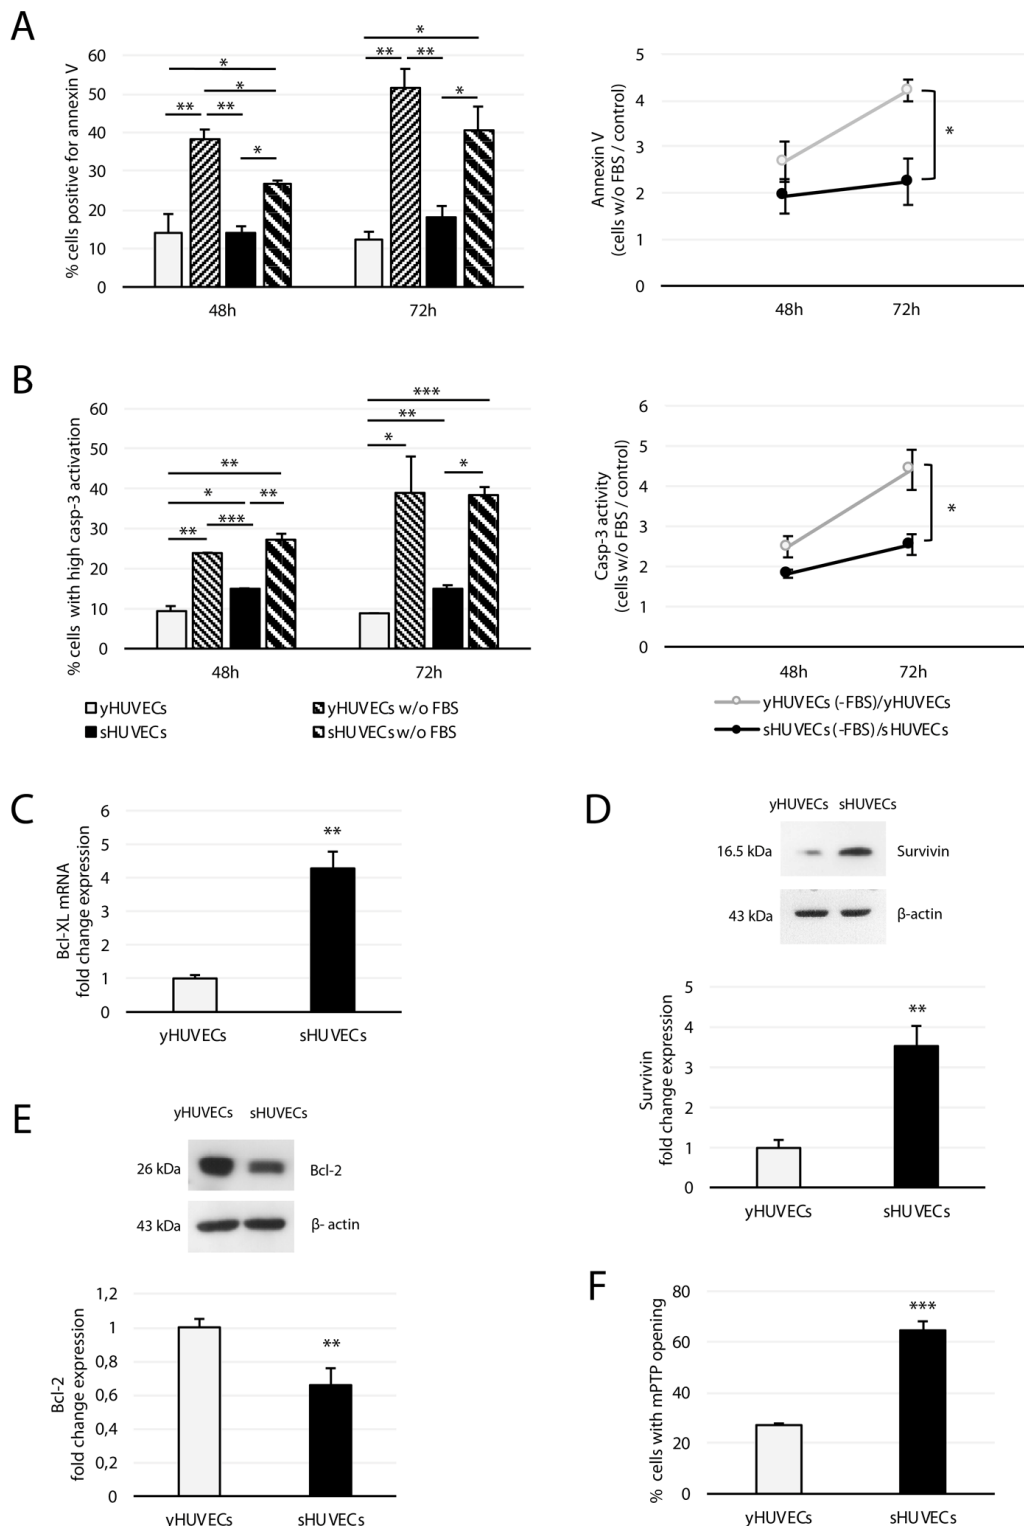 A
% cells positive for annexin V
60
50
40
30
20
10
0
*
*
** **
*
*
** **
*
48h
72h
Annexin V
(cells w/o FBS / control)
5
4
3
2
1
0
*
48h
72h
B
% cells with high casp-3 activation
60
50
40
30
20
10
0
**
* **
***
**
***
**
*
*
48h
72h
Casp-3 activity
(cells w/o FBS / control)
6
5
4
3
2
1
0
*
48h
72h
yHUVECs
yHUVECs w/o FBS
sHUVECs
sHUVECs w/o FBS
yHUVECs (-FBS)/yHUVECs
sHUVECs (-FBS)/sHUVECs
C
Bcl-XL mRNA
fold change expression
6
5
4
3
2
1
0
**
yHUVECs
sHUVECs
D
yHUVECs sHUVECs
16.5 kDa
Survivin
43 kDa
β-actin
Survivin
fold change expression
5
4
3
2
1
0
**
yHUVECs
sHUVECs
E
yHUVECs sHUVECs
26 kDa
Bcl-2
43 kDa
β- actin
Bcl-2
fold change expression
1,2
1
0,8
0,6
0,4
0,2
0
**
yHUVECs
sHUVECs
F
% cells with mPTP opening
80
60
40
20
0
***
yHUVECs
sHUVECs